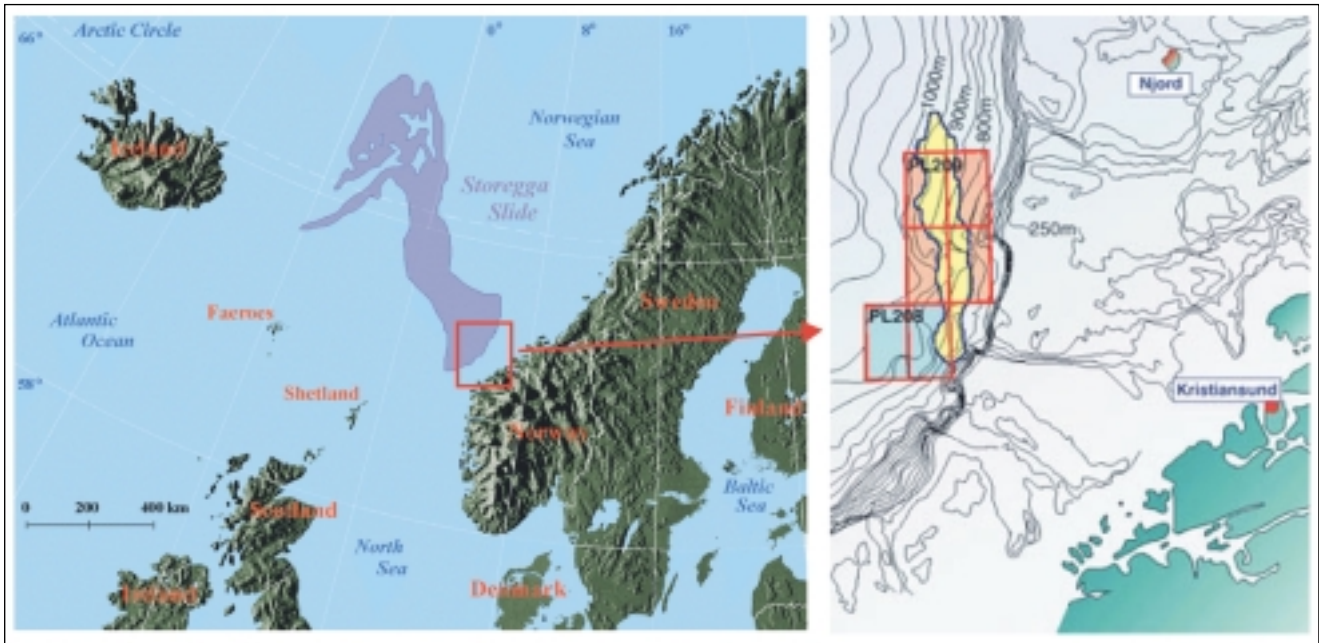 66°
Arctic Circle
0°
8°
16°
Iceland
Norwegian
Sea
Storegga
Slide
Sweden
Faeroes
Atlantic
Ocean
58°
Shetland
Finland
Norway
Baltic
Sea
0 200 400 km
Scotland
North
Sea
Ireland
Denmark
1000m
900m
800m
Njord
PL209
250m
PL208
Kristiansund